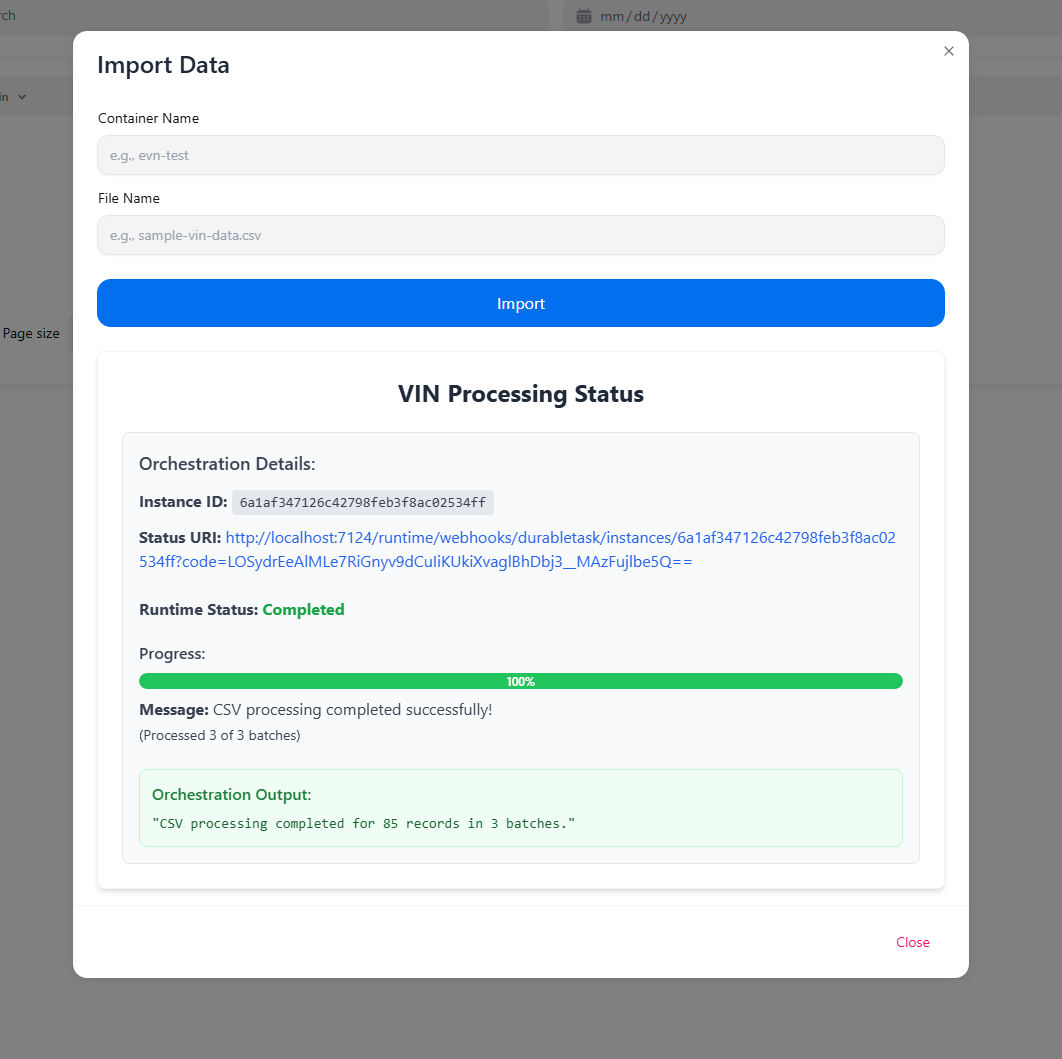 rch
mm/dd/yyyy
Import Data
in
Container Name
e.g., evn-test
File Name
e.g., sample-vin-data.csv
Import
Page size
VIN Processing Status
Orchestration Details:
Instance ID: 6a1af347126c42798feb3f8ac02534ff
Status URI: http://localhost:7124/runtime/webhooks/durabletask/instances/6a1af347126c42798feb3f8ac02
534ff?code=LOSydrEeAlMLe7RiGnyv9dCuIiKUkiXvaglBhDbj3__MAzFujlbe5Q==
Runtime Status: Completed
Progress:
100%
Message: CSV processing completed successfully!
(Processed 3 of 3 batches)
Orchestration Output:
"CSV processing completed for 85 records in 3 batches."
Close